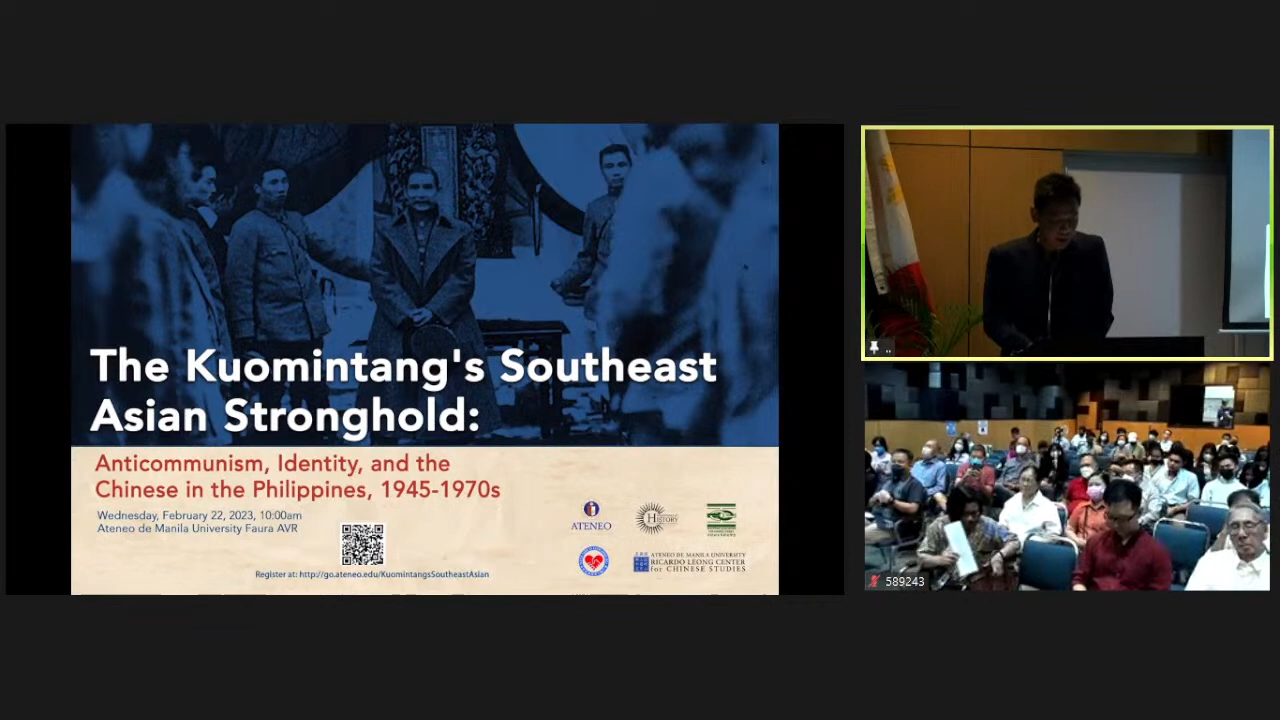 The Kuomintang's Southeast
Asian Stronghold:
Anticommunism, Identity, and the
Chinese in the Philippines, 1945-1970s
Wednesday, February 22, 2023, 10:00am
Ateneo de Manila University Faura AVR
Register at: http://go.ateneo.edu/KuomintangsSoutheastAsian
ATENEO
HISTORY
ATENEO DE MANILA UNIVERSITY
RICARDO LEONG CENTER
for CHINESE STUDIES
..
589243